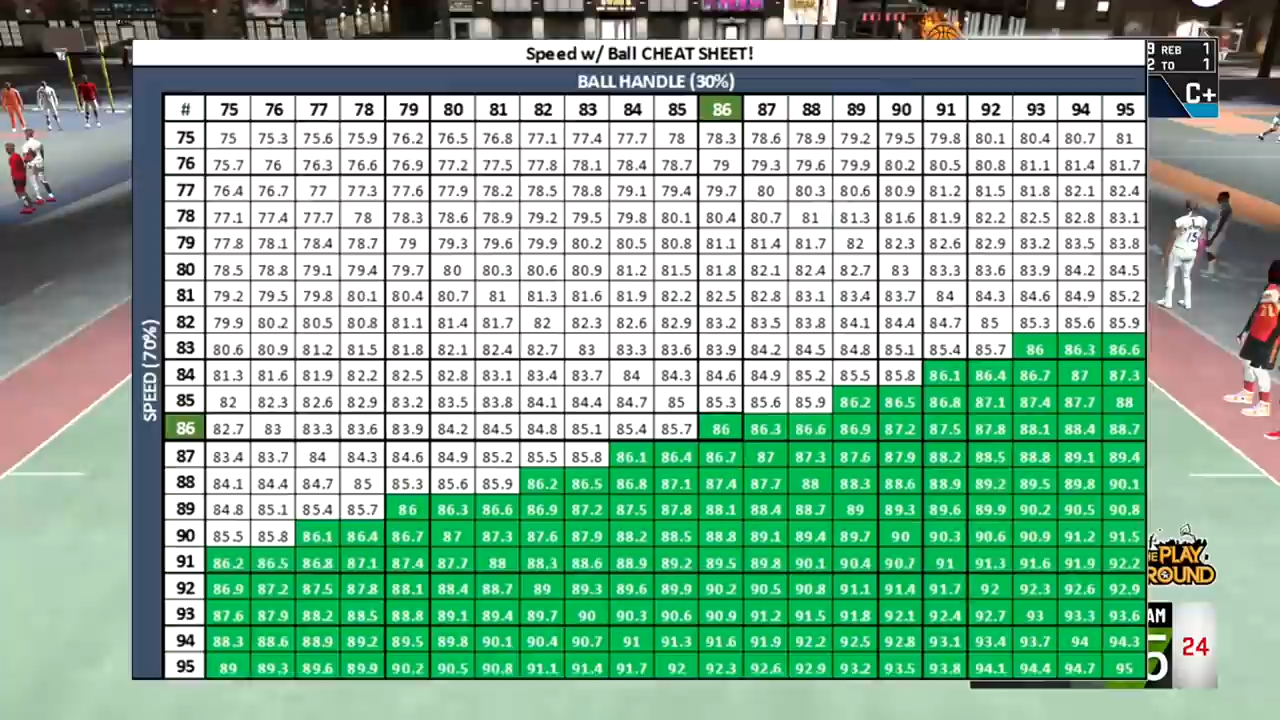 Speed w/ Ball CHEAT SHEET!
9 REB 1
2 TO 1
C+
BALL HANDLE (30%)
# 75 76 77 78 79 80 81 82 83 84 85 86 87 88 89 90 91 92 93 94 95
75 75 75.3 75.6 75.9 76.2 76.5 76.8 77.1 77.4 77.7 78 78.3 78.6 78.9 79.2 79.5 79.8 80.1 80.4 80.7 81
76 75.7 76 76.3 76.6 76.9 77.2 77.5 77.8 78.1 78.4 78.7 79 79.3 79.6 79.9 80.2 80.5 80.8 81.1 81.4 81.7
77 76.4 76.7 77 77.3 77.6 77.9 78.2 78.5 78.8 79.1 79.4 79.7 80 80.3 80.6 80.9 81.2 81.5 81.8 82.1 82.4
78 77.1 77.4 77.7 78 78.3 78.6 78.9 79.2 79.5 79.8 80.1 80.4 80.7 81 81.3 81.6 81.9 82.2 82.5 82.8 83.1
79 77.8 78.1 78.4 78.7 79 79.3 79.6 79.9 80.2 80.5 80.8 81.1 81.4 81.7 82 82.3 82.6 82.9 83.2 83.5 83.8
80 78.5 78.8 79.1 79.4 79.7 80 80.3 80.6 80.9 81.2 81.5 81.8 82.1 82.4 82.7 83 83.3 83.6 83.9 84.2 84.5
81 79.2 79.5 79.8 80.1 80.4 80.7 81 81.3 81.6 81.9 82.2 82.5 82.8 83.1 83.4 83.7 84 84.3 84.6 84.9 85.2
82 79.9 80.2 80.5 80.8 81.1 81.4 81.7 82 82.3 82.6 82.9 83.2 83.5 83.8 84.1 84.4 84.7 85 85.3 85.6 85.9
83 80.6 80.9 81.2 81.5 81.8 82.1 82.4 82.7 83 83.3 83.6 83.9 84.2 84.5 84.8 85.1 85.4 85.7 86 86.3 86.6
84 81.3 81.6 81.9 82.2 82.5 82.8 83.1 83.4 83.7 84 84.3 84.6 84.9 85.2 85.5 85.8 86.1 86.4 86.7 87 87.3
85 82 82.3 82.6 82.9 83.2 83.5 83.8 84.1 84.4 84.7 85 85.3 85.6 85.9 86.2 86.5 86.8 87.1 87.4 87.7 88
86 82.7 83 83.3 83.6 83.9 84.2 84.5 84.8 85.1 85.4 85.7 86 86.3 86.6 86.9 87.2 87.5 87.8 88.1 88.4 88.7
87 83.4 83.7 84 84.3 84.6 84.9 85.2 85.5 85.8 86.1 86.4 86.7 87 87.3 87.6 87.9 88.2 88.5 88.8 89.1 89.4
88 84.1 84.4 84.7 85 85.3 85.6 85.9 86.2 86.5 86.8 87.1 87.4 87.7 88 88.3 88.6 88.9 89.2 89.5 89.8 90.1
89 84.8 85.1 85.4 85.7 86 86.3 86.6 86.9 87.2 87.5 87.8 88.1 88.4 88.7 89 89.3 89.6 89.9 90.2 90.5 90.8
90 85.5 85.8 86.1 86.4 86.7 87 87.3 87.6 87.9 88.2 88.5 88.8 89.1 89.4 89.7 90 90.3 90.6 90.9 91.2 91.5
91 86.2 86.5 86.8 87.1 87.4 87.7 88 88.3 88.6 88.9 89.2 89.5 89.8 90.1 90.4 90.7 91 91.3 91.6 91.9 92.2
92 86.9 87.2 87.5 87.8 88.1 88.4 88.7 89 89.3 89.6 89.9 90.2 90.5 90.8 91.1 91.4 91.7 92 92.3 92.6 92.9
93 87.6 87.9 88.2 88.5 88.8 89.1 89.4 89.7 90 90.3 90.6 90.9 91.2 91.5 91.8 92.1 92.4 92.7 93 93.3 93.6
94 88.3 88.6 88.9 89.2 89.5 89.8 90.1 90.4 90.7 91 91.3 91.6 91.9 92.2 92.5 92.8 93.1 93.4 93.7 94 94.3
95 89 89.3 89.6 89.9 90.2 90.5 90.8 91.1 91.4 91.7 92 92.3 92.6 92.9 93.2 93.5 93.8 94.1 94.4 94.7 95
SPEED (70%)
PLAY
ROUND
AM
5
24